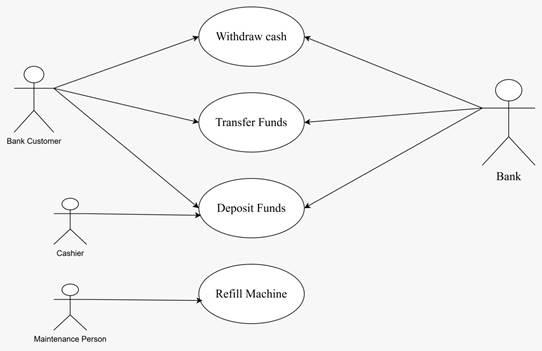 Withdraw cash
Bank Customer
Transfer Funds
Bank
Deposit Funds
Cashier
Refill Machine
Maintenance Person